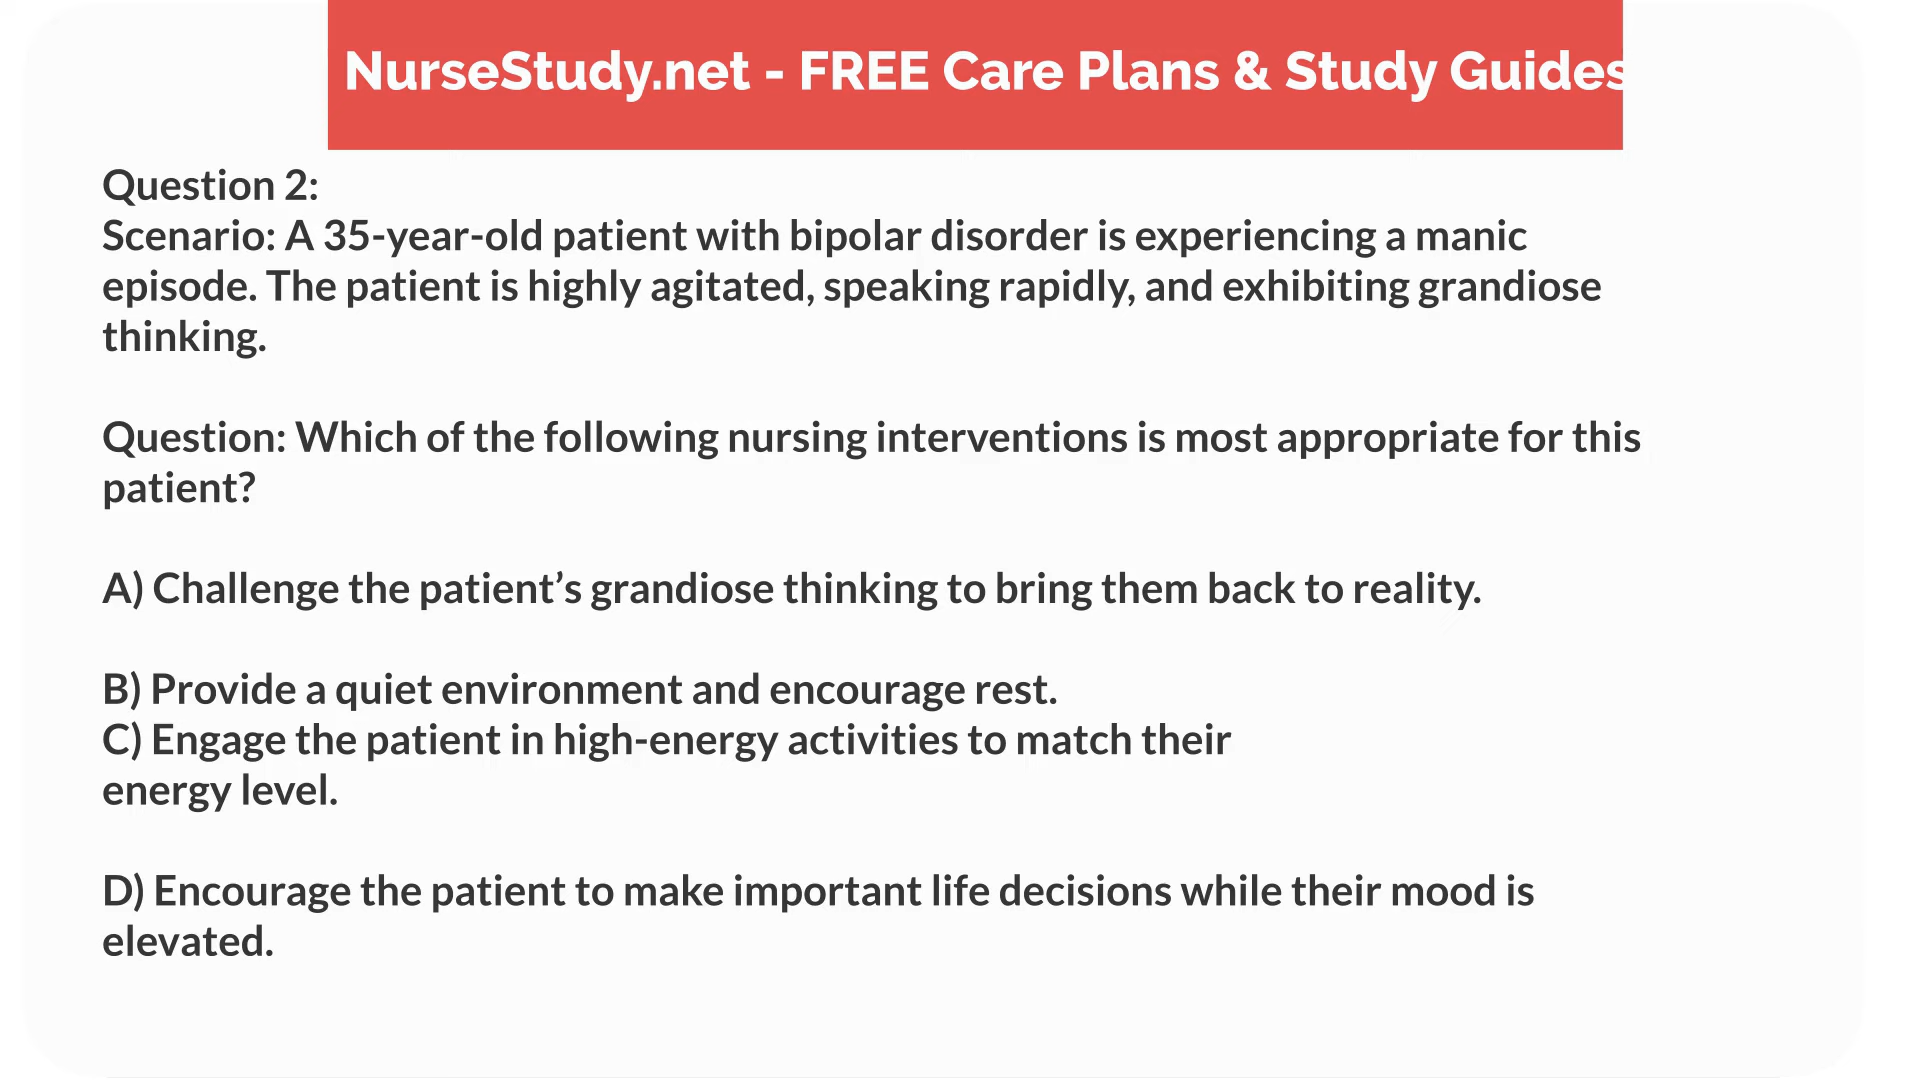 NurseStudy.net - FREE Care Plans & Study Guides
Question 2:
Scenario: A 35-year-old patient with bipolar disorder is experiencing a manic
episode. The patient is highly agitated, speaking rapidly, and exhibiting grandiose
thinking.
Question: Which of the following nursing interventions is most appropriate for this
patient?
A) Challenge the patient’s grandiose thinking to bring them back to reality.
B) Provide a quiet environment and encourage rest.
C) Engage the patient in high-energy activities to match their
energy level.
D) Encourage the patient to make important life decisions while their mood is
elevated.